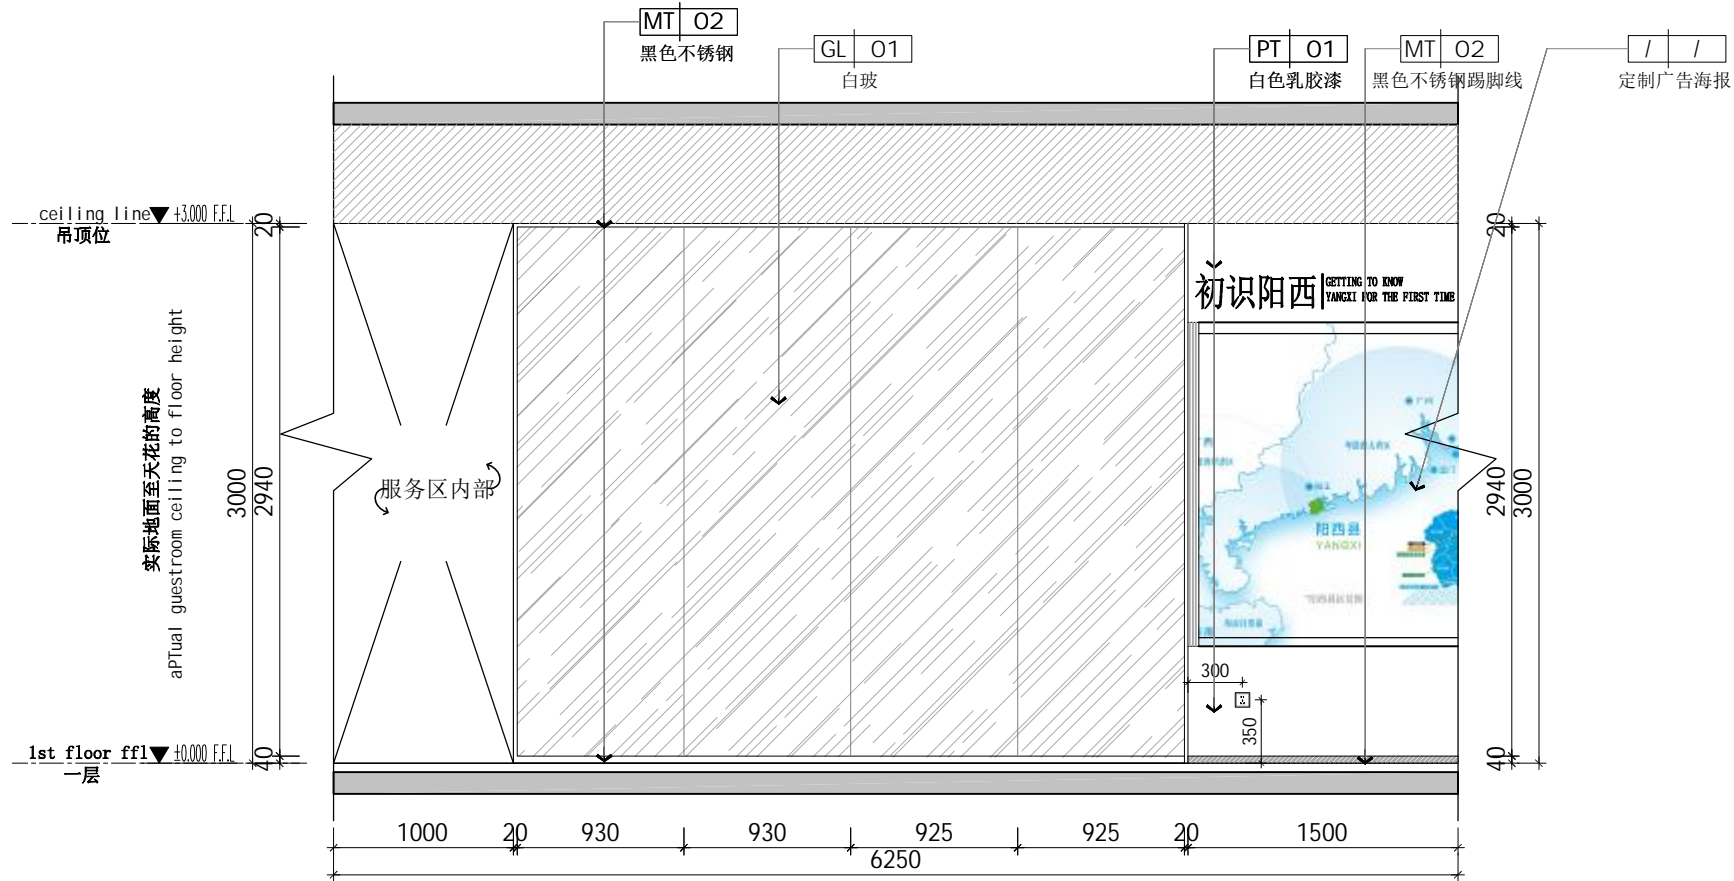 MT 02
黑色不锈钢
GL 01
白玻
PT 01
白色乳胶漆
MT 02
黑色不锈钢踢脚线
/ /
定制广告海报
ceiling line +3.000 F.F.L
吊顶位
20
20
初识阳西
GETTING TO KNOW
YANGXI FOR THE FIRST TIME
实际地面至天花的高度
aPTual guestroom ceiling to floor height
3000
2940
服务区内部
2940
3000
阳西县
YANGXI
300
350
1st floor ffl ±0.000 F.F.L
一层
40
40
1000 20 930 930 925 925 20 1500
6250